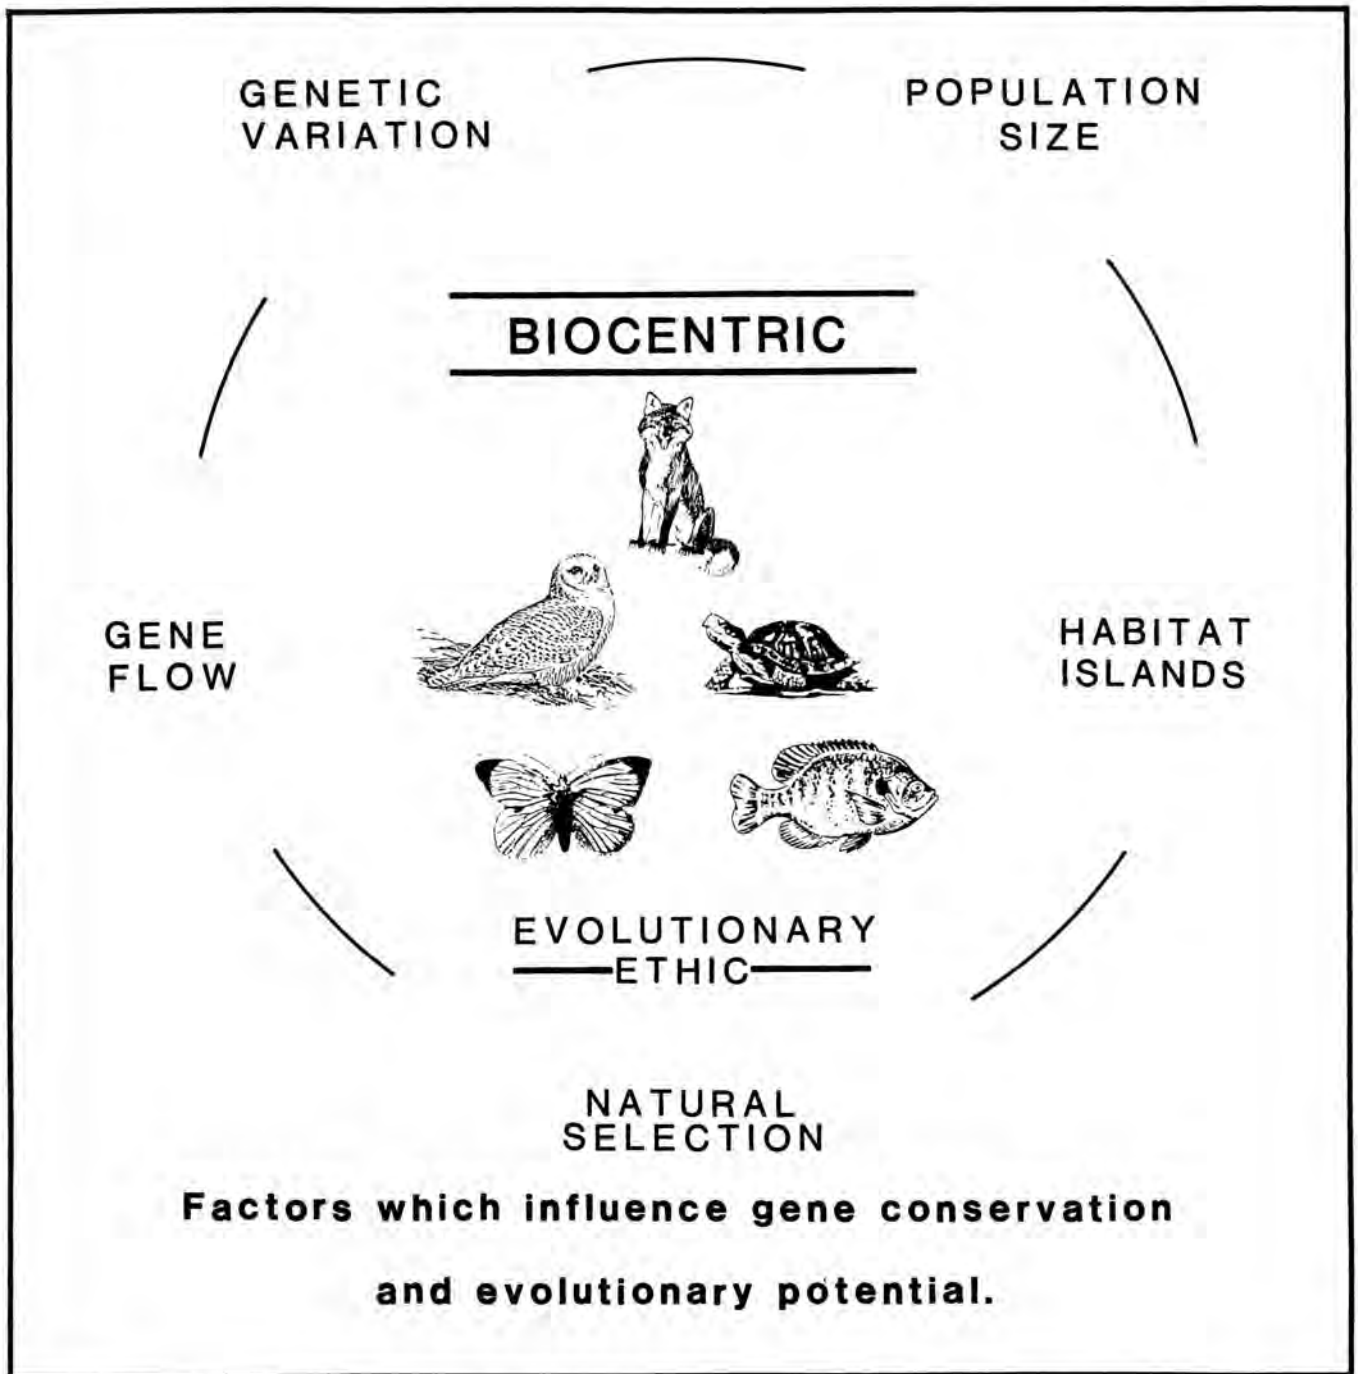 GENETIC
VARIATION
POPULATION
SIZE
BIOCENTRIC
GENE
FLOW
HABITAT
ISLANDS
EVOLUTIONARY
ETHIC
NATURAL
SELECTION
Factors which influence gene conservation
and evolutionary potential.